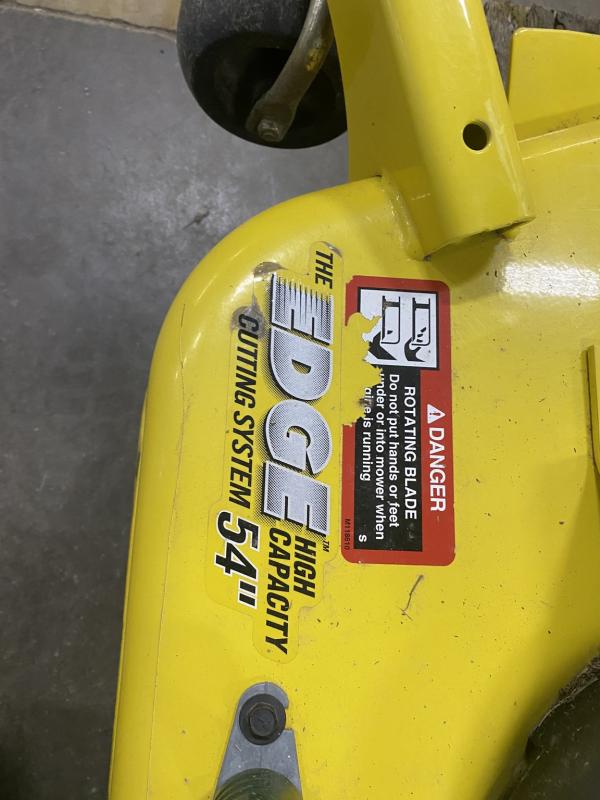 THE
EDGE™
HIGH
CAPACITY
CUTTING SYSTEM 54"
DANGER
ROTATING BLADE
Do not put hands or feet
under or into mower when
is running
M118610